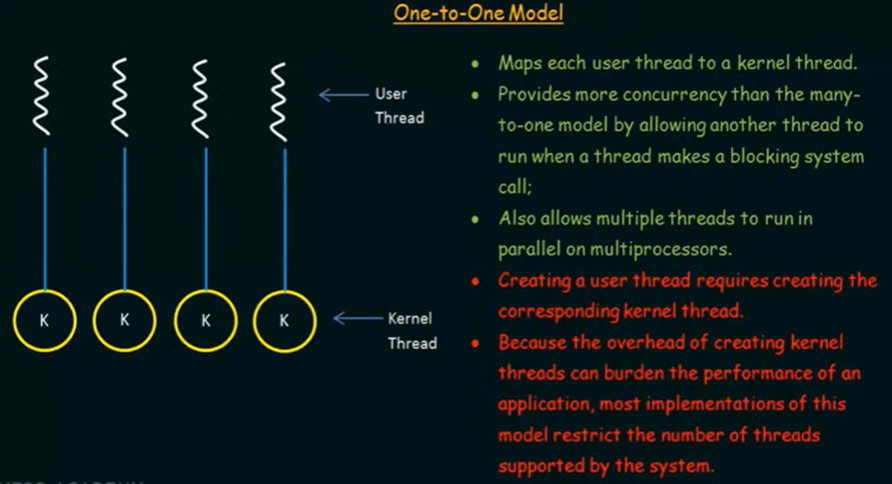 One-to-One Model
User
Thread
K
K
K
K
Kernel
Thread
• Maps each user thread to a kernel thread.
• Provides more concurrency than the many-
to-one model by allowing another thread to
run when a thread makes a blocking system
call;
• Also allows multiple threads to run in
parallel on multiprocessors.
• Creating a user thread requires creating the
corresponding kernel thread.
• Because the overhead of creating kernel
threads can burden the performance of an
application, most implementations of this
model restrict the number of threads
supported by the system.